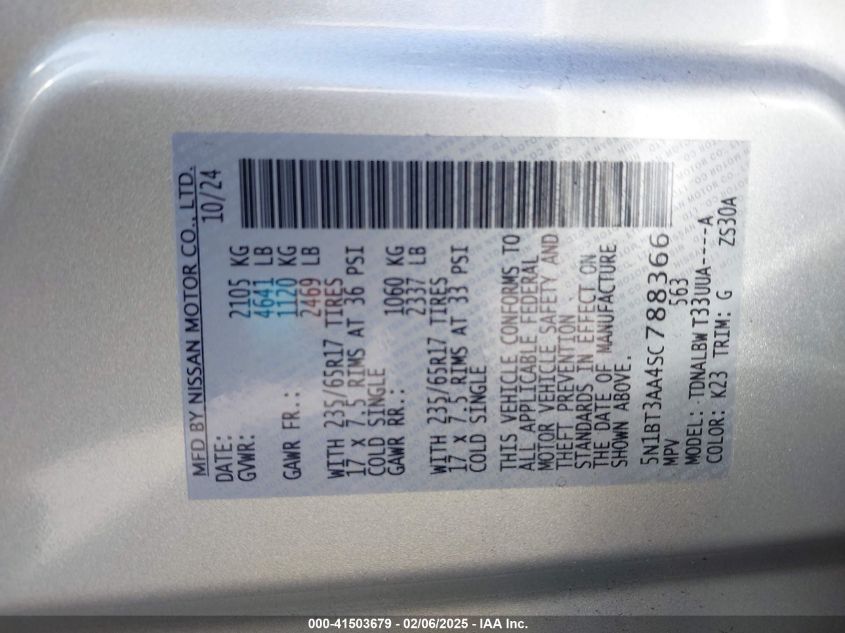 MFD BY NISSAN MOTOR CO., LTD.
DATE: 10/24
GVWR: 2105 KG
4641 LB
GAWR FR.: 1120 KG
2469 LB
WITH 235/65R17 TIRES
17 X 7.5 RIMS AT 36 PSI
COLD SINGLE
GAWR RR.: 1060 KG
2337 LB
WITH 235/65R17 TIRES
17 X 7.5 RIMS AT 33 PSI
COLD SINGLE
THIS VEHICLE CONFORMS TO
ALL APPLICABLE FEDERAL
MOTOR VEHICLE SAFETY AND
THEFT PREVENTION
STANDARDS IN EFFECT ON
THE DATE OF MANUFACTURE
SHOWN ABOVE.
5N1BT3AA4SC788366
MPV 563
MODEL: TDNALBW T33UUA----A
COLOR: K23 TRIM: G ZS30A
000-41503679 - 02/06/2025 - IAA Inc.